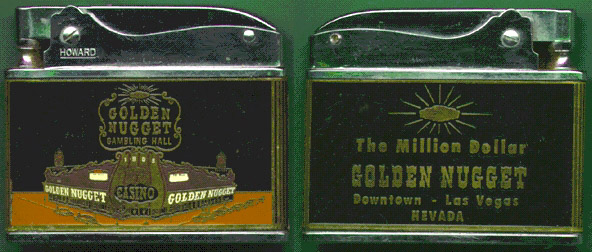 HOWARD
GOLDEN
NUGGET
GAMBLING HALL
GOLDEN NUGGET
CASINO
GOLDEN NUGGET
The Million Dollar
GOLDEN NUGGET
Downtown - Las Vegas
NEVADA